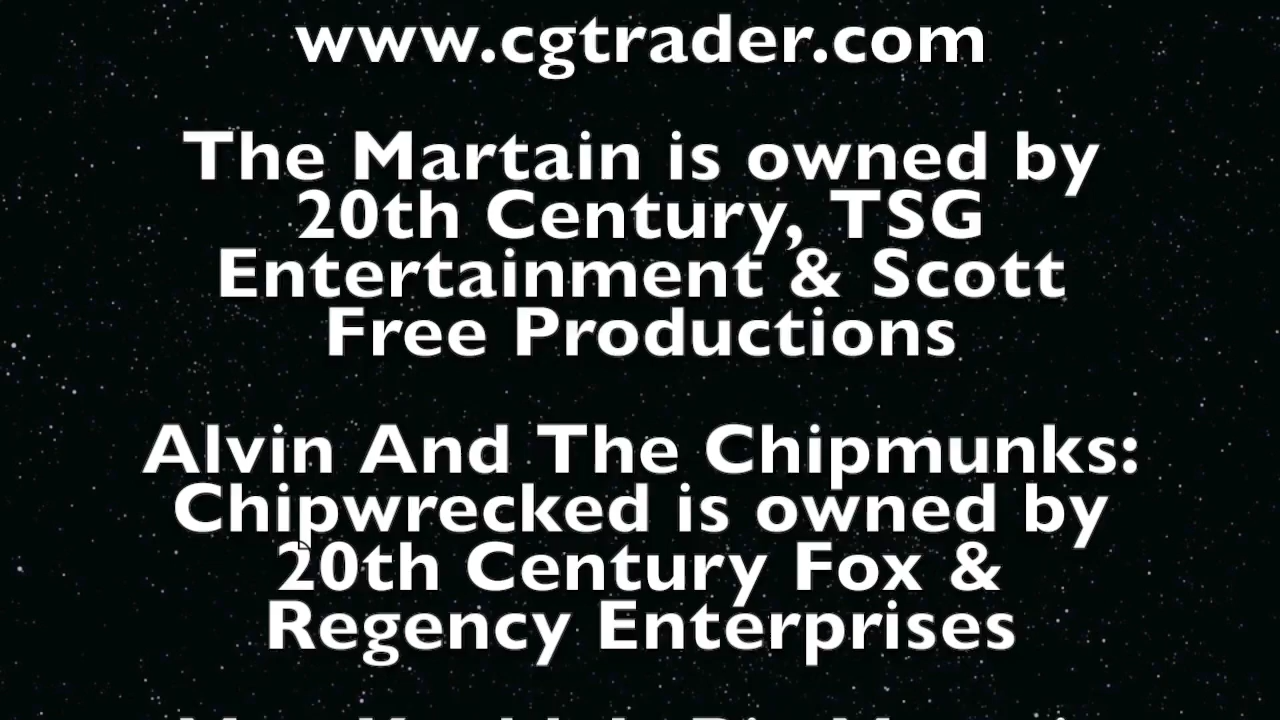 www.cgtrader.com
The Martain is owned by
20th Century, TSG
Entertainment & Scott
Free Productions
Alvin And The Chipmunks:
Chipwrecked is owned by
20th Century Fox &
Regency Enterprises